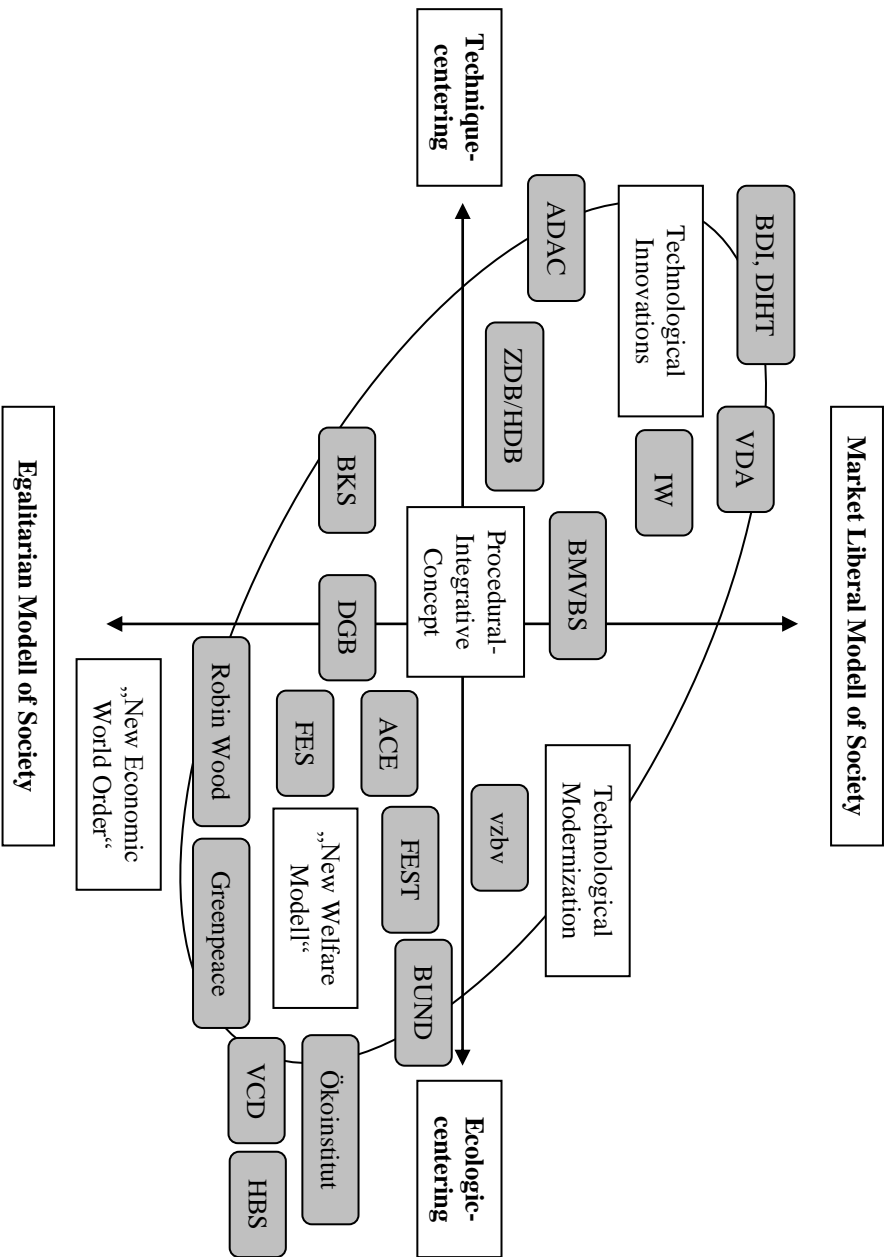 Market Liberal Modell of Society
BDI, DIHT
VDA
Technological
Innovations
IW
BMVBS
Technological
Modernization
ADAC
ZDB/HDB
vzbv
Technique-
centering
Procedural-
Integrative
Concept
Ecologic-
centering
BUND
FEST
ACE
BKS
DGB
FES
„New Welfare
Modell“
Ökoinstitut
VCD
HBS
Robin Wood
Greenpeace
„New Economic
World Order“
Egalitarian Modell of Society